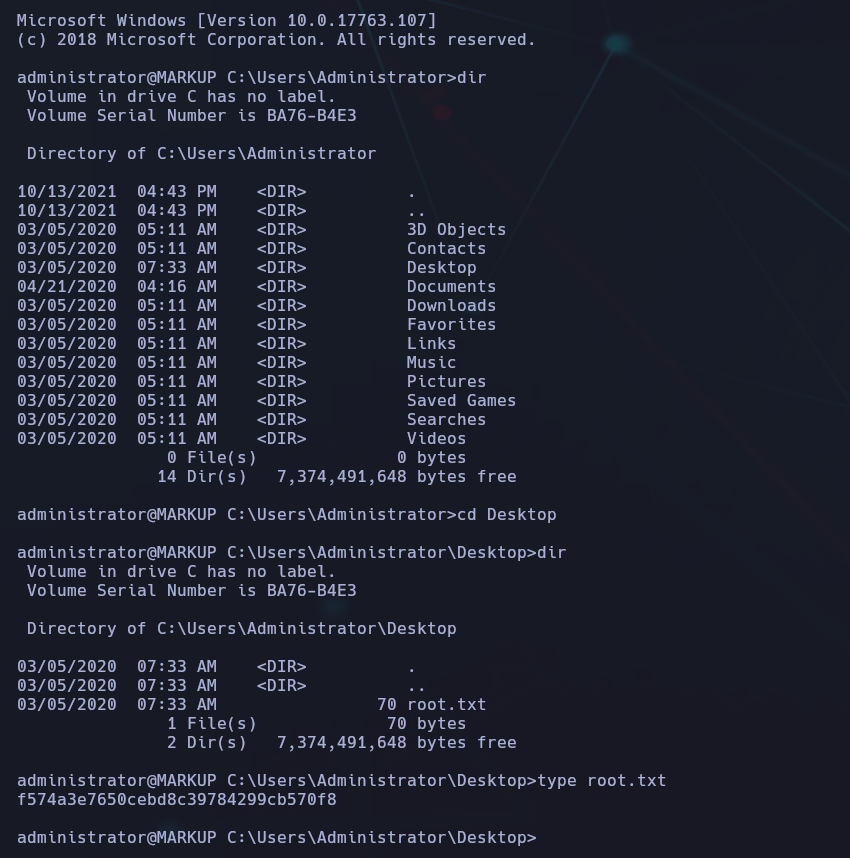 Microsoft Windows [Version 10.0.17763.107]
(c) 2018 Microsoft Corporation. All rights reserved.
administrator@MARKUP C:\Users\Administrator>dir
 Volume in drive C has no label.
 Volume Serial Number is BA76-B4E3
 Directory of C:\Users\Administrator
10/13/2021  04:43 PM    <DIR>          .
10/13/2021  04:43 PM    <DIR>          ..
03/05/2020  05:11 AM    <DIR>          3D Objects
03/05/2020  05:11 AM    <DIR>          Contacts
03/05/2020  07:33 AM    <DIR>          Desktop
04/21/2020  04:16 AM    <DIR>          Documents
03/05/2020  05:11 AM    <DIR>          Downloads
03/05/2020  05:11 AM    <DIR>          Favorites
03/05/2020  05:11 AM    <DIR>          Links
03/05/2020  05:11 AM    <DIR>          Music
03/05/2020  05:11 AM    <DIR>          Pictures
03/05/2020  05:11 AM    <DIR>          Saved Games
03/05/2020  05:11 AM    <DIR>          Searches
03/05/2020  05:11 AM    <DIR>          Videos
               0 File(s)              0 bytes
              14 Dir(s)   7,374,491,648 bytes free
administrator@MARKUP C:\Users\Administrator>cd Desktop
administrator@MARKUP C:\Users\Administrator\Desktop>dir
 Volume in drive C has no label.
 Volume Serial Number is BA76-B4E3
 Directory of C:\Users\Administrator\Desktop
03/05/2020  07:33 AM    <DIR>          .
03/05/2020  07:33 AM    <DIR>          ..
03/05/2020  07:33 AM                70 root.txt
               1 File(s)             70 bytes
               2 Dir(s)   7,374,491,648 bytes free
administrator@MARKUP C:\Users\Administrator\Desktop>type root.txt
f574a3e7650cebd8c39784299cb570f8
administrator@MARKUP C:\Users\Administrator\Desktop>